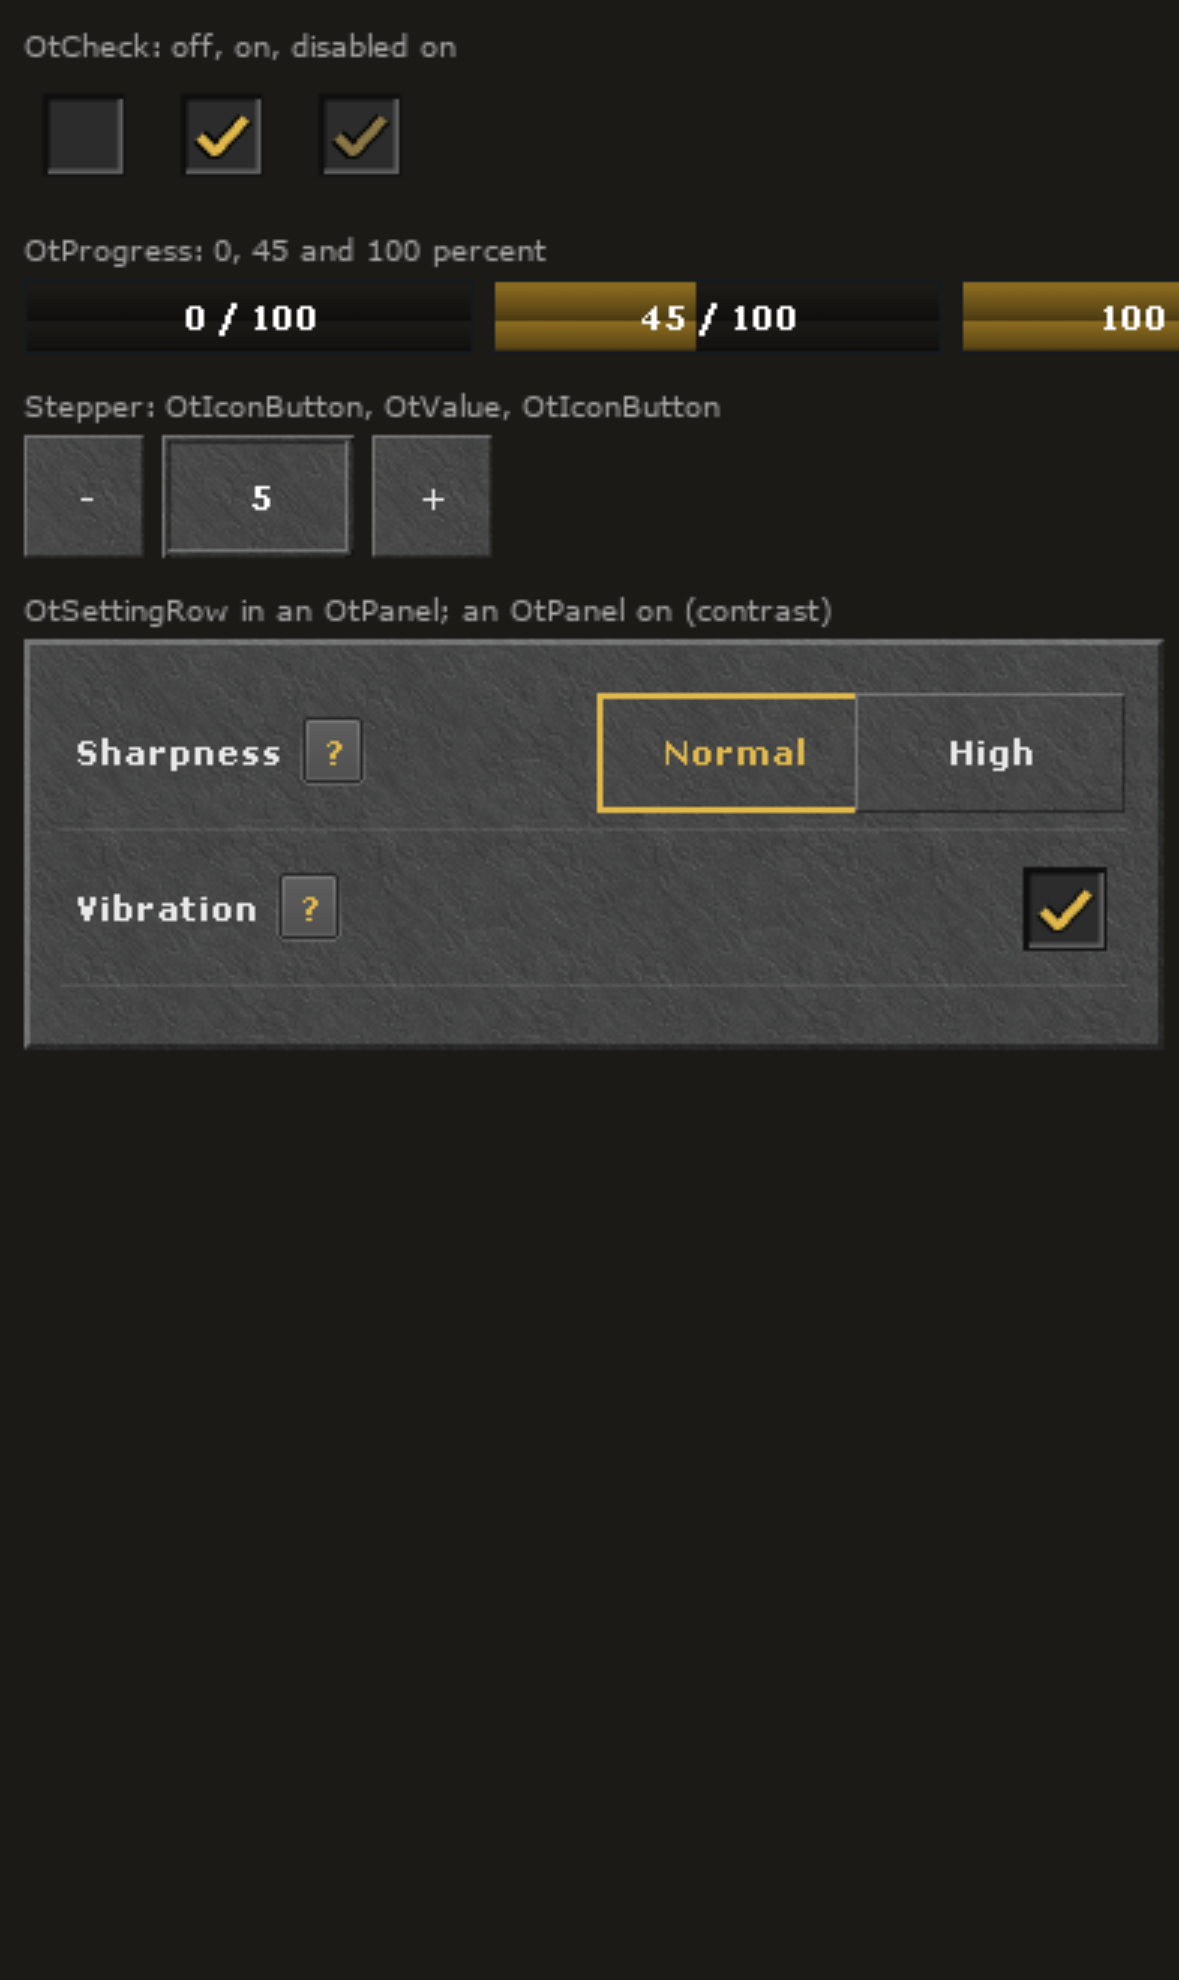 OtCheck: off, on, disabled on
OtProgress: 0, 45 and 100 percent
0 / 100 45 / 100 100
Stepper: OtIconButton, OtValue, OtIconButton
- 5 +
OtSettingRow in an OtPanel; an OtPanel on (contrast)
Sharpness ? Normal High
Vibration ?